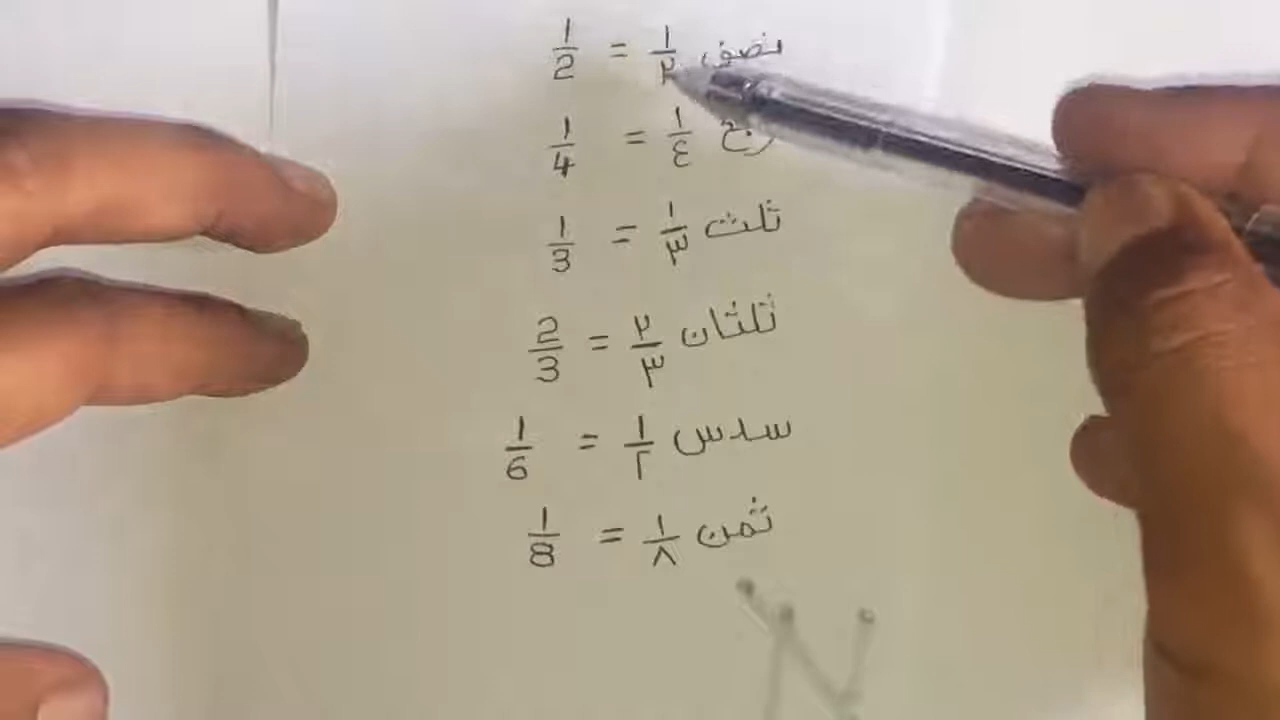 نصف ١/٢ = 1/2
ربع ١/٤ = 1/4
ثلث ١/٣ = 1/3
ثلثان ٢/٣ = 2/3
سدس ١/٦ = 1/6
ثمن ١/٨ = 1/8